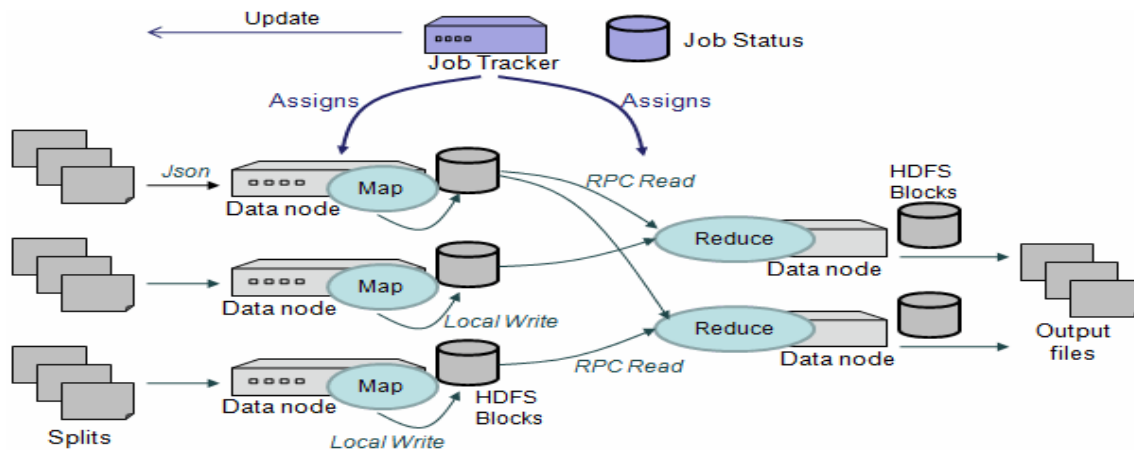 Update
Job Tracker
Job Status
Assigns
Assigns
Json
Map
Data node
RPC Read
HDFS
Blocks
Reduce
Data node
Map
Data node
Local Write
Reduce
Data node
Output
files
RPC Read
Map
Data node
HDFS
Blocks
Splits
Local Write